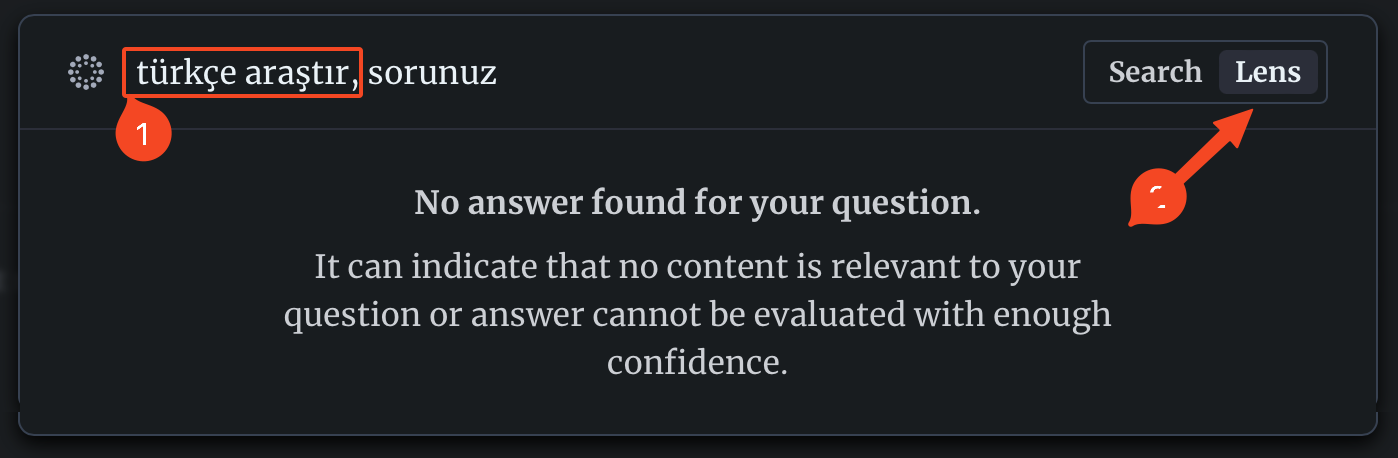 türkçe araştır, sorunuz
Search Lens
1
2
No answer found for your question.
It can indicate that no content is relevant to your
question or answer cannot be evaluated with enough
confidence.